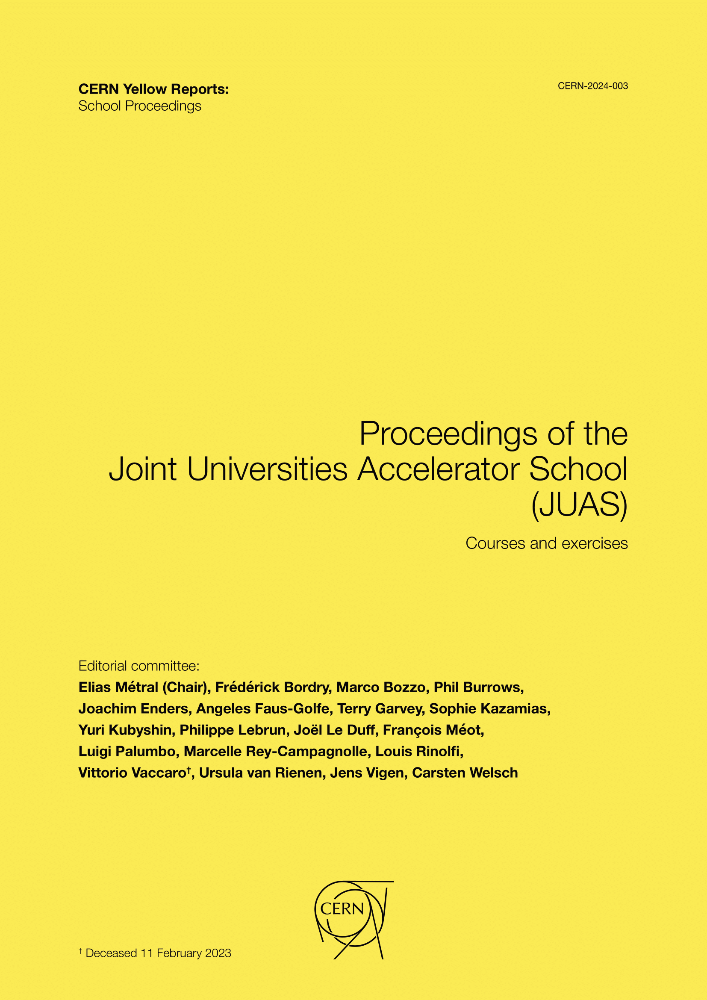 CERN Yellow Reports:
School Proceedings
CERN-2024-003
Proceedings of the
Joint Universities Accelerator School
(JUAS)
Courses and exercises
Editorial committee:
Elias Métral (Chair), Frédérick Bordry, Marco Bozzo, Phil Burrows,
Joachim Enders, Angeles Faus-Golfe, Terry Garvey, Sophie Kazamias,
Yuri Kubyshin, Philippe Lebrun, Joël Le Duff, François Méot,
Luigi Palumbo, Marcelle Rey-Campagnolle, Louis Rinolfi,
Vittorio Vaccaro†, Ursula van Rienen, Jens Vigen, Carsten Welsch
CERN
† Deceased 11 February 2023